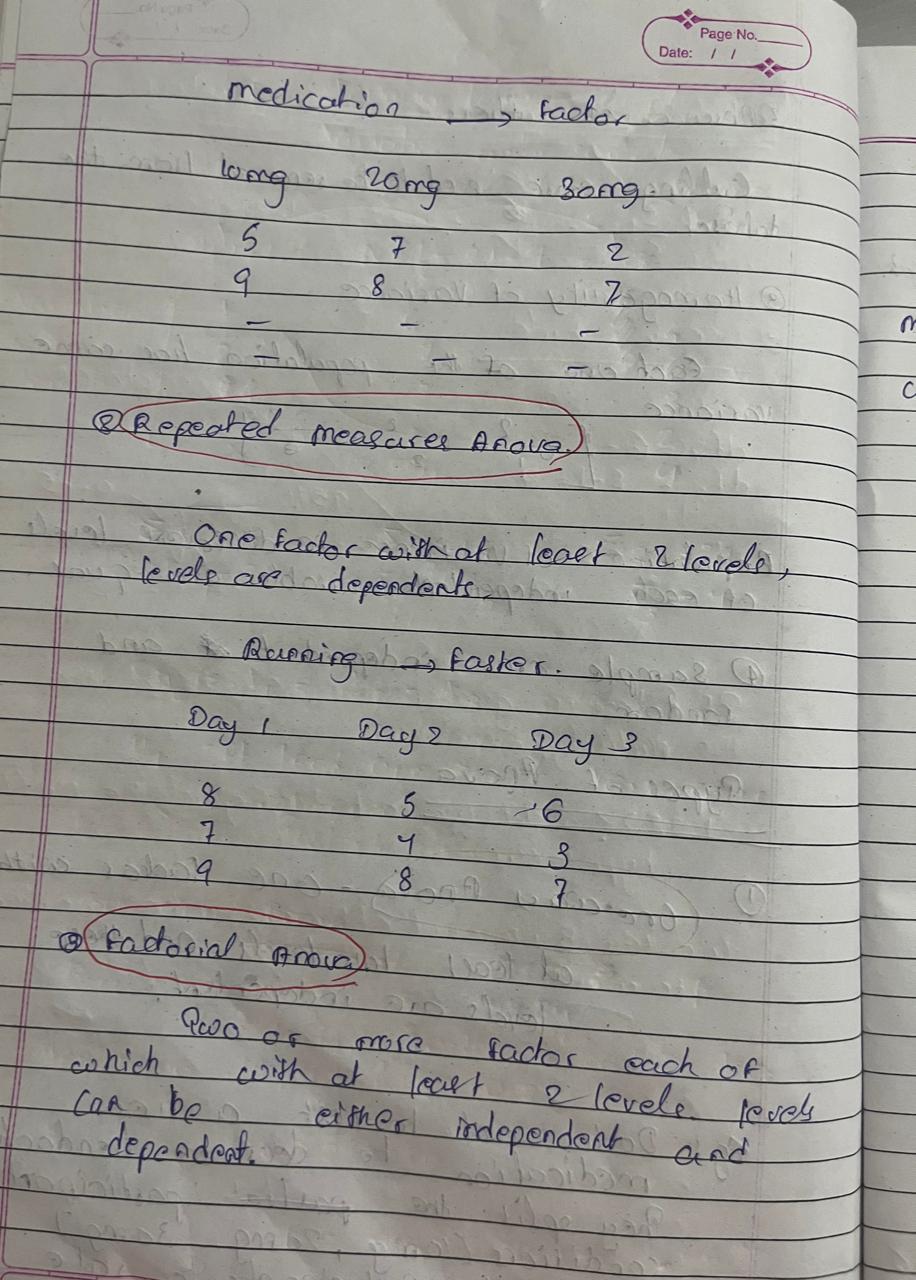 Page No.
Date: / /
medication → factor
10mg 20mg 30mg
5 7 2
9 8 7
- - -
- - -
② Repeated measures Anova.
One factor with at least 2 levels,
levels are dependents.
Running → faster.
Day 1 Day 2 Day 3
8 5 6
7 4 3
9 8 7
③ factorial Anova.
Two or more factor each of
which with at least 2 levels levels
can be either independent and
dependent.